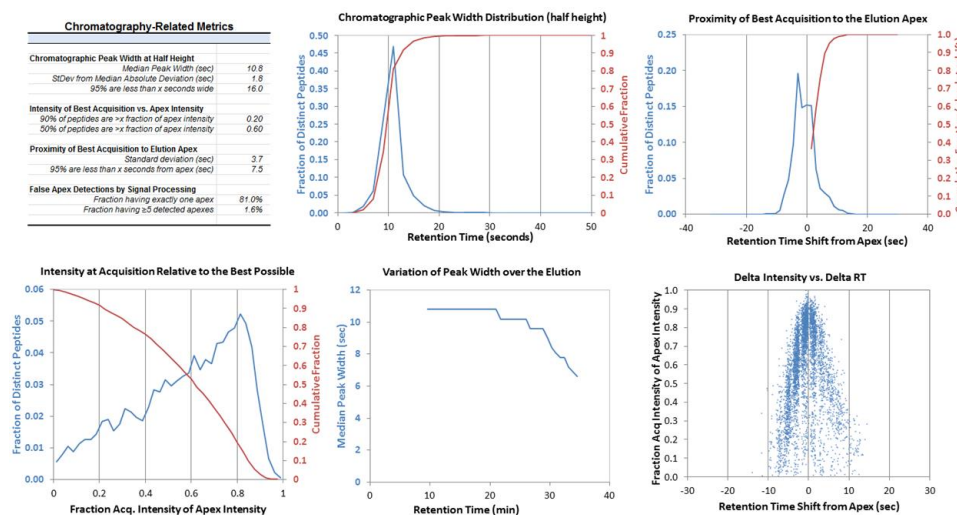 Chromatography-Related Metrics
Chromatographic Peak Width at Half Height
Median Peak Width (sec) 10.8
StDev from Median Absolute Deviation (sec) 1.8
95% are less than x seconds wide 16.0
Intensity of Best Acquisition vs. Apex Intensity
90% of peptides are >x fraction of apex intensity 0.20
50% of peptides are >x fraction of apex intensity 0.60
Proximity of Best Acquisition to Elution Apex
Standard deviation (sec) 3.7
95% are less than x seconds from apex (sec) 7.5
False Apex Detections by Signal Processing
Fraction having exactly one apex 81.0%
Fraction having ≥5 detected apexes 1.6%
Chromatographic Peak Width Distribution (half height)
Fraction of Distinct Peptides
0.50
0.45
0.40
0.35
0.30
0.25
0.20
0.15
0.10
0.05
0.00
0 10 20 30 40 50
Retention Time (seconds)
1
0.9
0.8
0.7
0.6
0.5
0.4
0.3
0.2
0.1
0
Cumulative Fraction
Proximity of Best Acquisition to the Elution Apex
Fraction of Distinct Peptides
0.25
0.20
0.15
0.10
0.05
0.00
-40 -20 0 20 40
Retention Time Shift from Apex (sec)
1.0
0.9
0.8
0.7
0.6
0.5
0.4
0.3
0.2
0.1
0.0
Intensity at Acquisition Relative to the Best Possible
Fraction of Distinct Peptides
0.06
0.05
0.04
0.03
0.02
0.01
0.00
0 0.2 0.4 0.6 0.8 1
Fraction Acq. Intensity of Apex Intensity
1
0.9
0.8
0.7
0.6
0.5
0.4
0.3
0.2
0.1
0
Cumulative Fraction
Variation of Peak Width over the Elution
Median Peak Width (sec)
12
10
8
6
4
2
0
0 10 20 30 40
Retention Time (min)
Delta Intensity vs. Delta RT
Fraction Acq Intensity of Apex Intensity
1.0
0.9
0.8
0.7
0.6
0.5
0.4
0.3
0.2
0.1
0.0
-30 -20 -10 0 10 20 30
Retention Time Shift from Apex (sec)